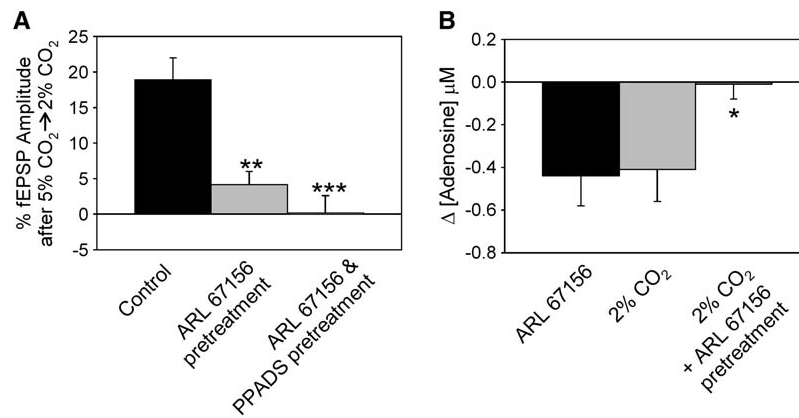 A
% fEPSP Amplitude
after 5% CO₂➔2% CO₂
25
20
15
10
5
0
-5
**
***
Control
ARL 67156
pretreatment
ARL 67156 &
PPADS pretreatment
B
Δ [Adenosine] μM
0.2
0.0
-0.2
-0.4
-0.6
-0.8
*
ARL 67156
2% CO₂
2% CO₂
+ ARL 67156
pretreatment